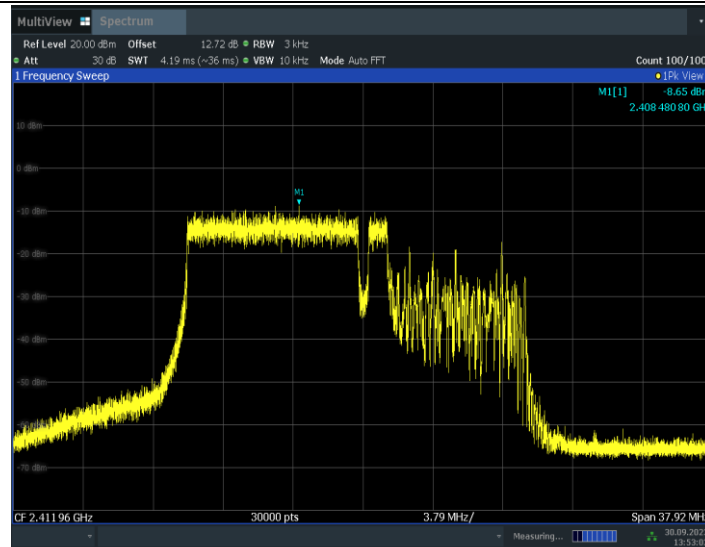 MultiView Spectrum
Ref Level 20.00 dBm Offset 12.72 dB RBW 3 kHz
Att 30 dB SWT 4.19 ms (~36 ms) VBW 10 kHz Mode Auto FFT Count 100/100
1 Frequency Sweep 1Pk View
M1[1] -8.65 dBm
2.408 480 80 GH
10 dBm
0 dBm
M1
-10 dBm
-20 dBm
-30 dBm
-40 dBm
-50 dBm
-70 dBm
CF 2.411 96 GHz 30000 pts 3.79 MHz/ Span 37.92 MH
Measuring... 30.09.202
13:53:0